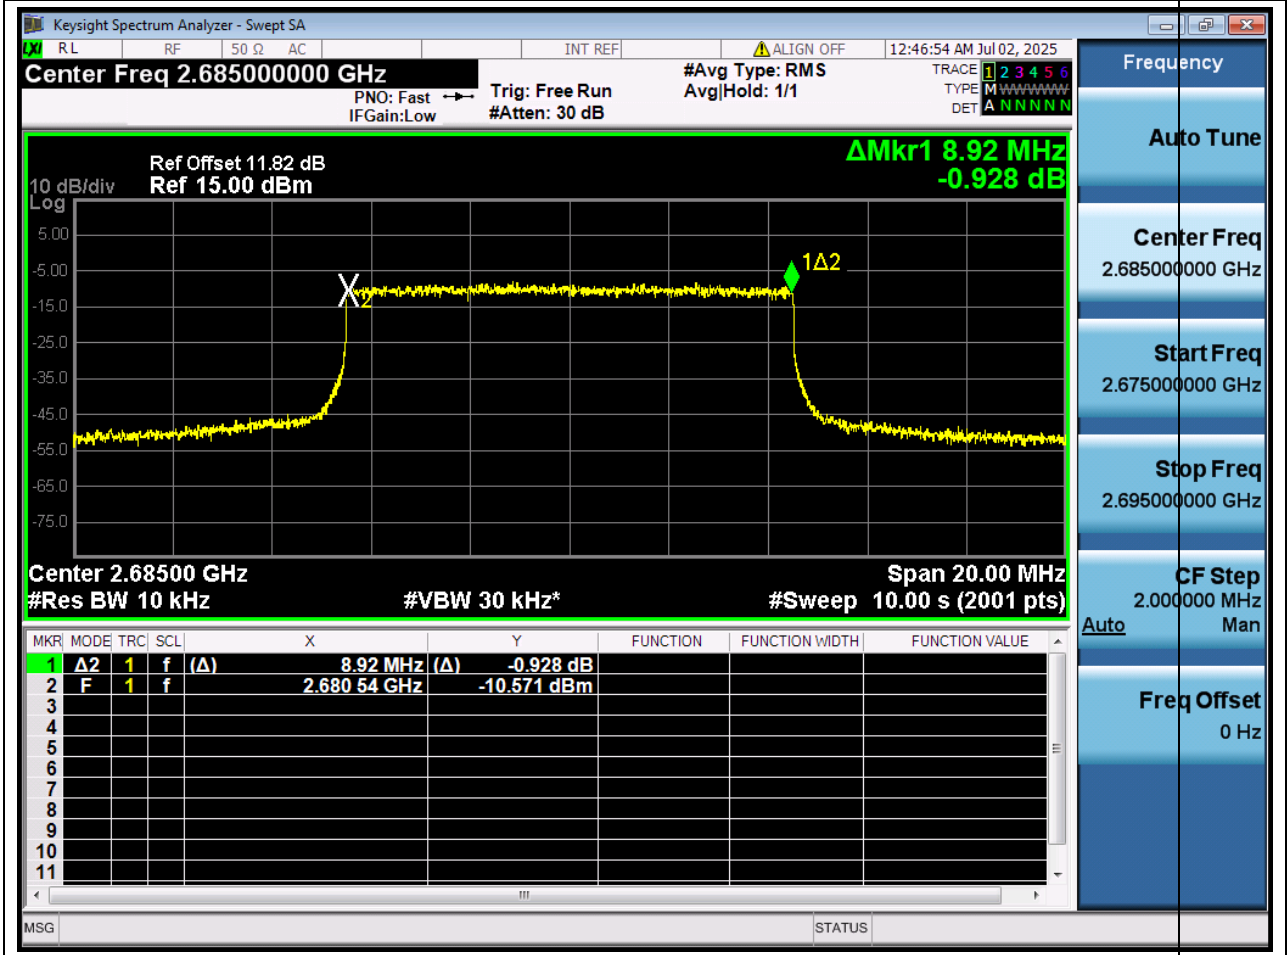 Keysight Spectrum Analyzer - Swept SA
LXI RL RF 50 Ω AC INT REF ALIGN OFF 12:46:54 AM Jul 02, 2025
Center Freq 2.685000000 GHz
PNO: Fast
IFGain:Low
Trig: Free Run
#Atten: 30 dB
#Avg Type: RMS
Avg|Hold: 1/1
TRACE 1 2 3 4 5 6
TYPE M WWWWW
DET A N N N N N
Ref Offset 11.82 dB
Ref 15.00 dBm
10 dB/div
Log
ΔMkr1 8.92 MHz
-0.928 dB
5.00
-5.00
-15.0
-25.0
-35.0
-45.0
-55.0
-65.0
-75.0
2
1Δ2
Center 2.68500 GHz Span 20.00 MHz
#Res BW 10 kHz #VBW 30 kHz* #Sweep 10.00 s (2001 pts)
MKR MODE TRC SCL X Y FUNCTION FUNCTION WIDTH FUNCTION VALUE
1 Δ2 1 f (Δ) 8.92 MHz (Δ) -0.928 dB
2 F 1 f 2.680 54 GHz -10.571 dBm
3
4
5
6
7
8
9
10
11
MSG STATUS
Frequency
Auto Tune
Center Freq
2.685000000 GHz
Start Freq
2.675000000 GHz
Stop Freq
2.695000000 GHz
CF Step
2.000000 MHz
Auto Man
Freq Offset
0 Hz